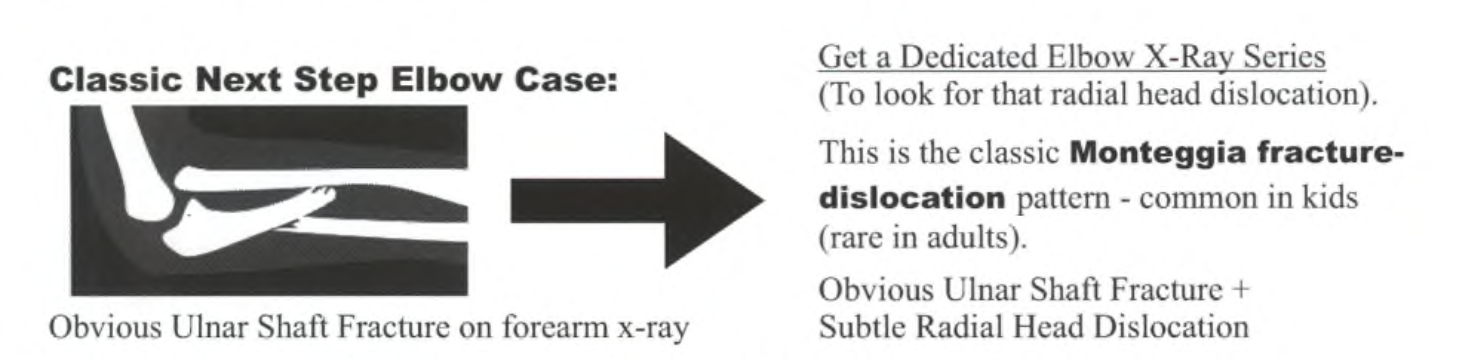 Classic Next Step Elbow Case:
Obvious Ulnar Shaft Fracture on forearm x-ray
Get a Dedicated Elbow X-Ray Series
(To look for that radial head dislocation).
This is the classic Monteggia fracture-
dislocation pattern - common in kids
(rare in adults).
Obvious Ulnar Shaft Fracture +
Subtle Radial Head Dislocation